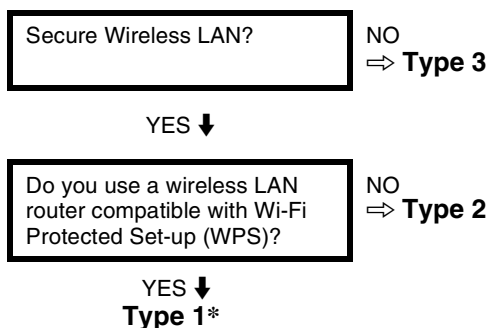 Secure Wireless LAN?
NO
⇨ Type 3
YES ⬇
Do you use a wireless LAN
router compatible with Wi-Fi
Protected Set-up (WPS)?
NO
⇨ Type 2
YES ⬇
Type 1*